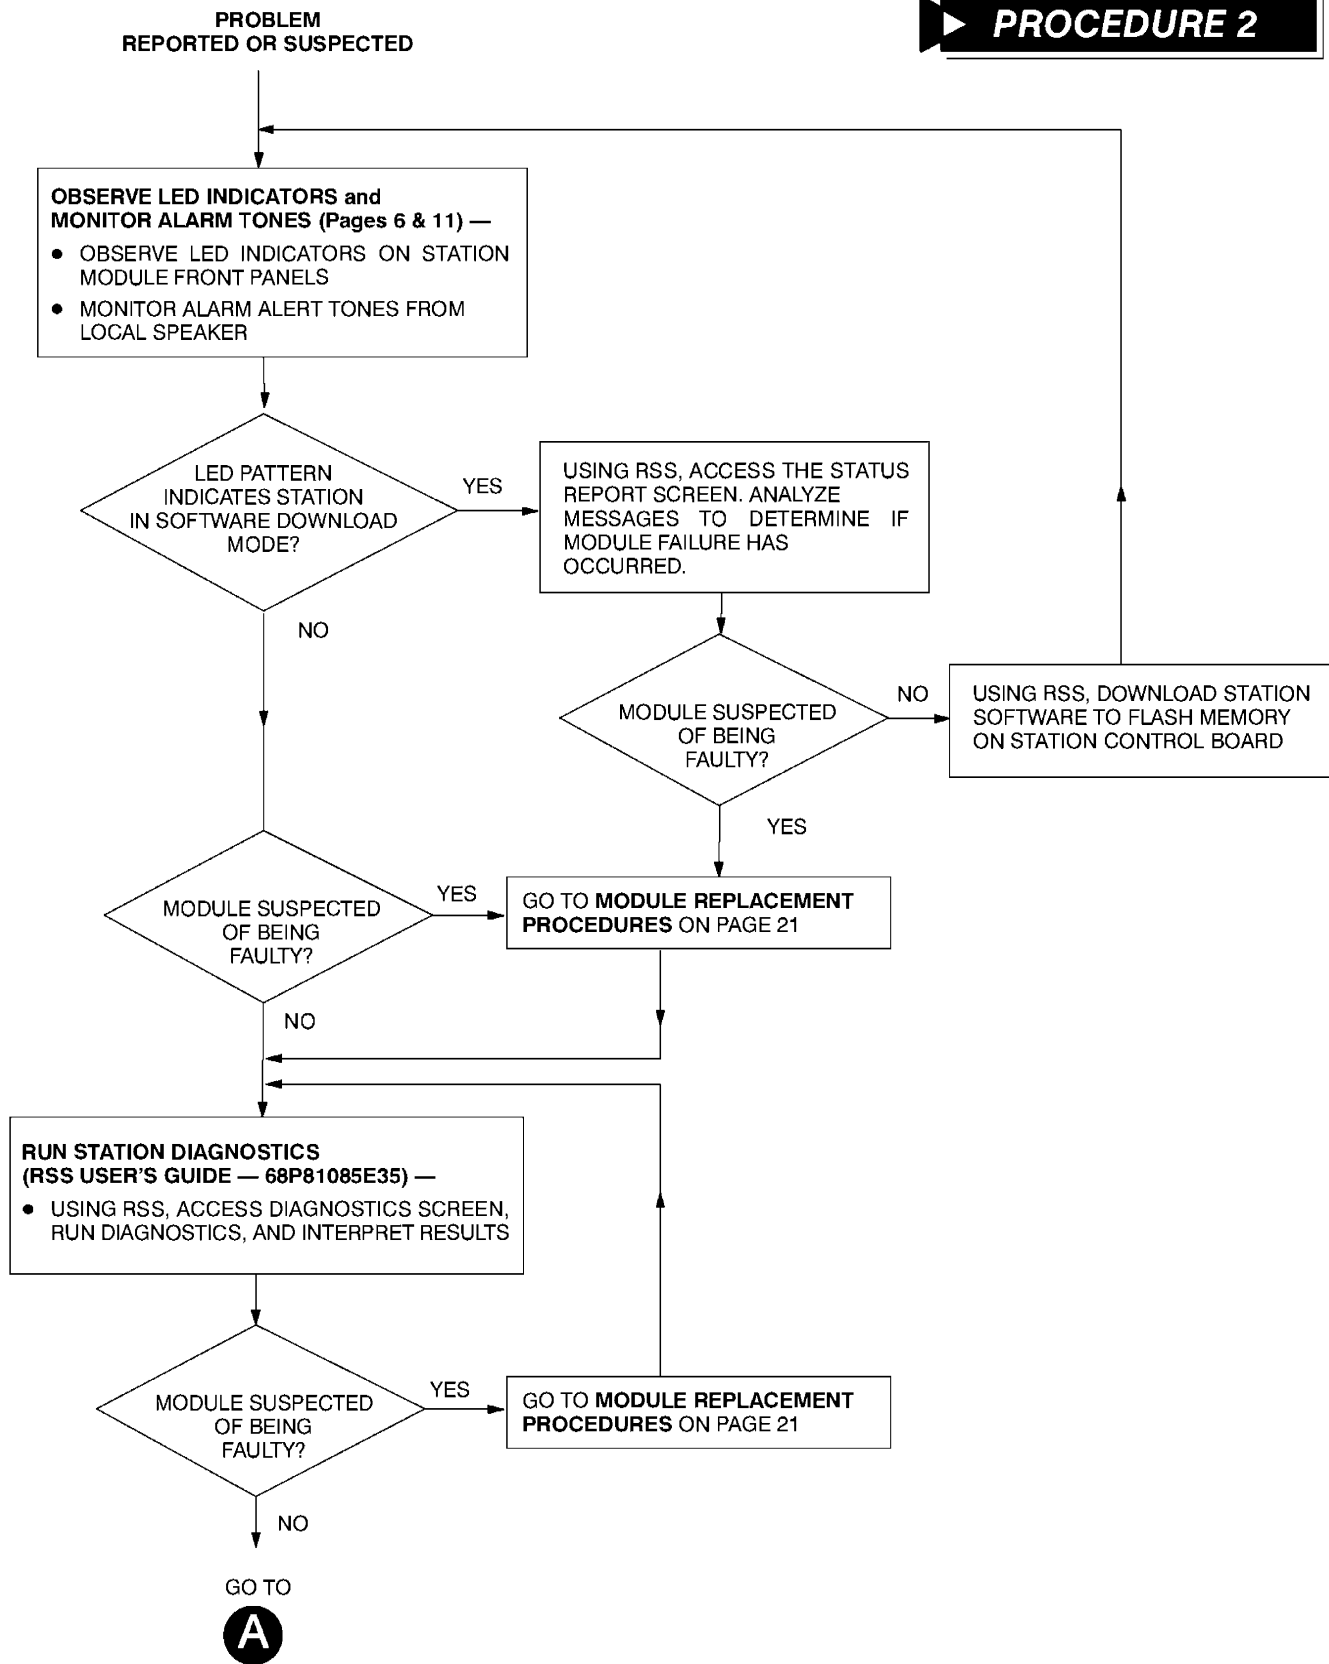 PROBLEM
REPORTED OR SUSPECTED
PROCEDURE 2
OBSERVE LED INDICATORS and
MONITOR ALARM TONES (Pages 6 & 11) —
● OBSERVE LED INDICATORS ON STATION
MODULE FRONT PANELS
● MONITOR ALARM ALERT TONES FROM
LOCAL SPEAKER
LED PATTERN
INDICATES STATION
IN SOFTWARE DOWNLOAD
MODE?
YES
USING RSS, ACCESS THE STATUS
REPORT SCREEN. ANALYZE
MESSAGES TO DETERMINE IF
MODULE FAILURE HAS
OCCURRED.
NO
MODULE SUSPECTED
OF BEING
FAULTY?
NO
USING RSS, DOWNLOAD STATION
SOFTWARE TO FLASH MEMORY
ON STATION CONTROL BOARD
YES
MODULE SUSPECTED
OF BEING
FAULTY?
YES
GO TO MODULE REPLACEMENT
PROCEDURES ON PAGE 21
NO
RUN STATION DIAGNOSTICS
(RSS USER'S GUIDE — 68P81085E35) —
● USING RSS, ACCESS DIAGNOSTICS SCREEN,
RUN DIAGNOSTICS, AND INTERPRET RESULTS
MODULE SUSPECTED
OF BEING
FAULTY?
YES
GO TO MODULE REPLACEMENT
PROCEDURES ON PAGE 21
NO
GO TO
A